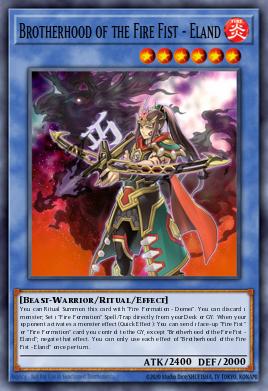 BROTHERHOOD OF THE FIRE FIST - ELAND
FIRE
炎
[BEAST-WARRIOR/RITUAL/EFFECT]
You can Ritual Summon this card with "Fire Formation - Domei". You can discard 1
monster; Set 1 "Fire Formation" Spell/Trap directly from your Deck or GY. When your
opponent activates a monster effect (Quick Effect): You can send 1 face-up "Fire Fist"
or "Fire Formation" card you control to the GY, except "Brotherhood of the Fire Fist -
Eland"; negate that effect. You can only use each effect of "Brotherhood of the Fire
Fist - Eland" once per turn.
ATK/2400 DEF/2000